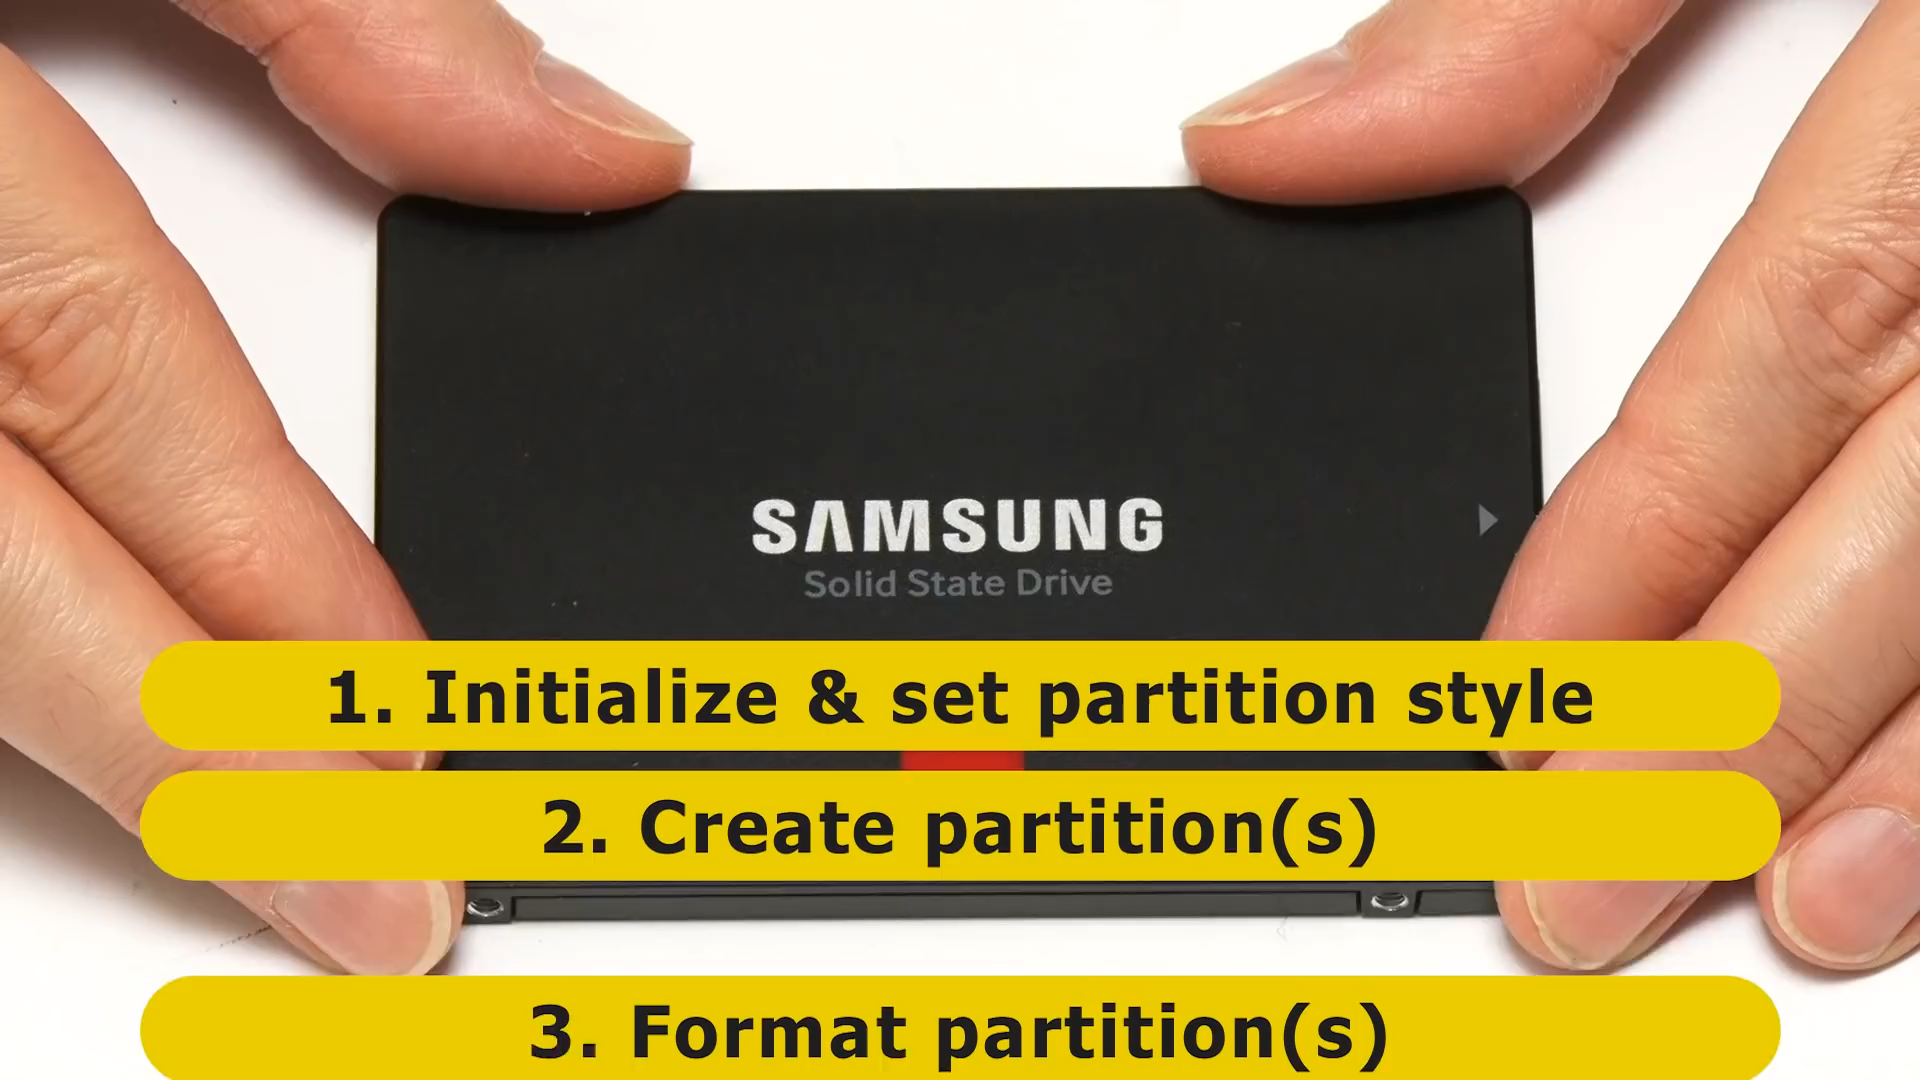 SAMSUNG
Solid State Drive
1. Initialize & set partition style
2. Create partition(s)
3. Format partition(s)